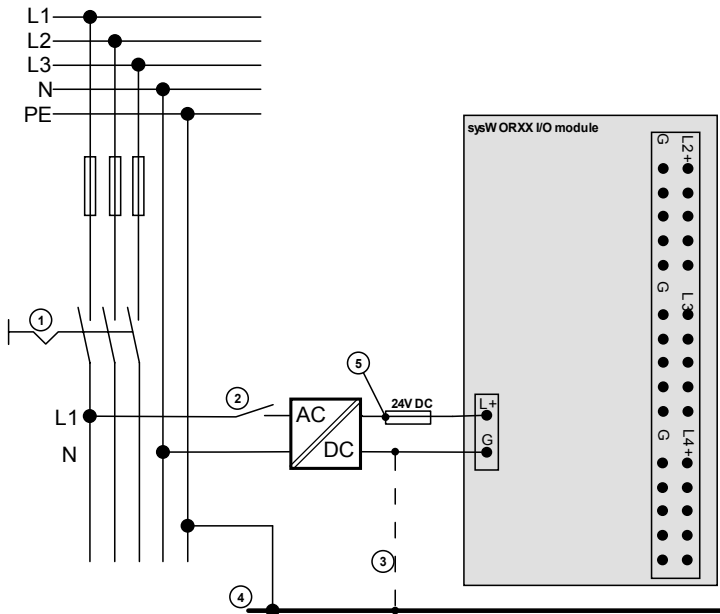 L1
L2
L3
N
PE
sysWORXX I/O module
G L2+
G L3
G L4+
1
2
5
24V DC
L1
N
AC
DC
L+
G
3
4